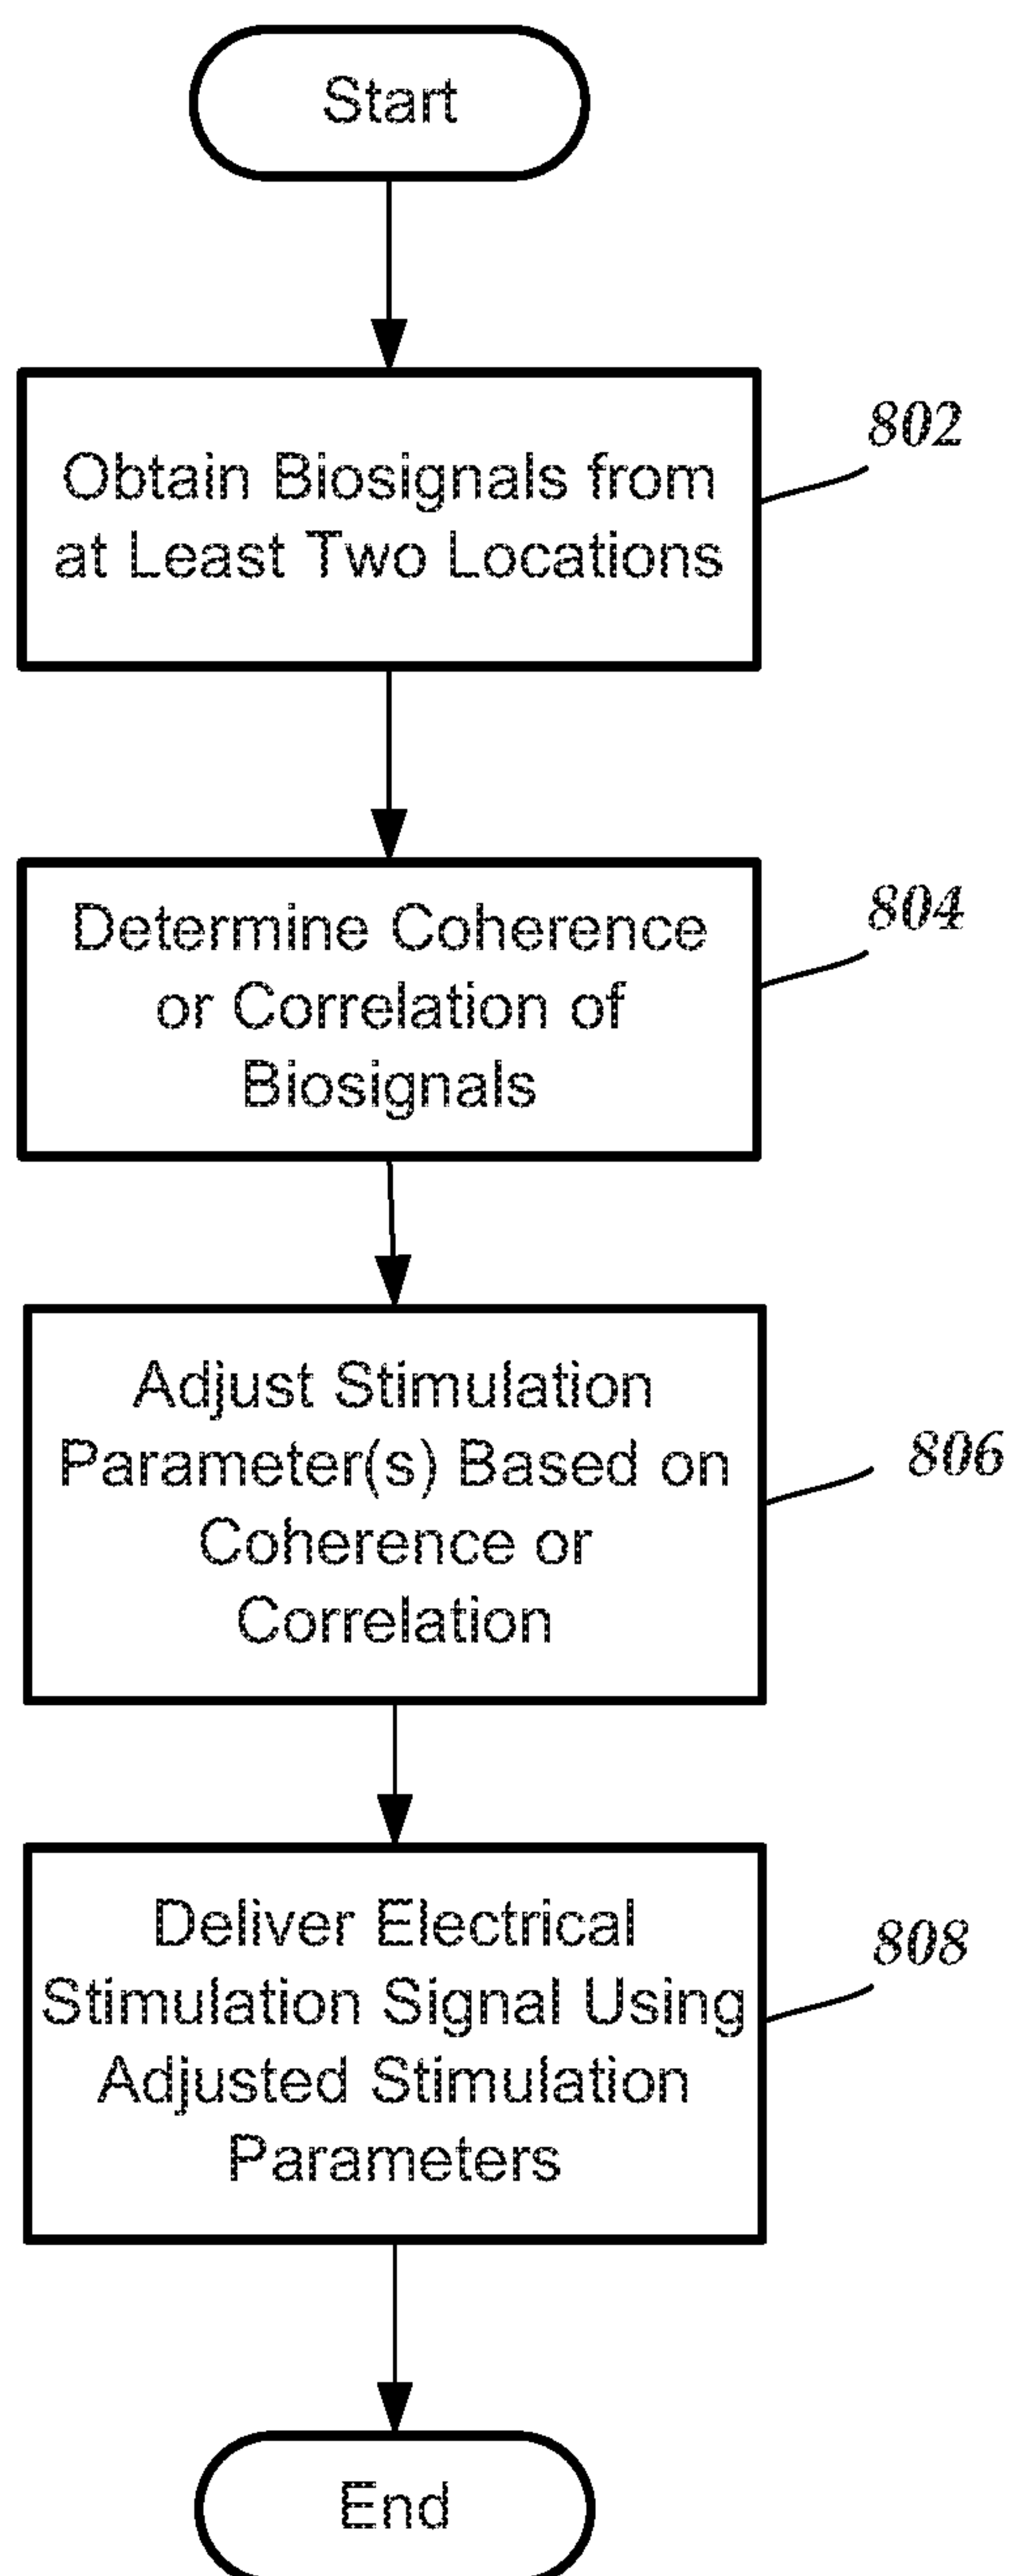 Start
802
Obtain Biosignals from
at Least Two Locations
804
Determine Coherence
or Correlation of
Biosignals
806
Adjust Stimulation
Parameter(s) Based on
Coherence or
Correlation
808
Deliver Electrical
Stimulation Signal Using
Adjusted Stimulation
Parameters
End